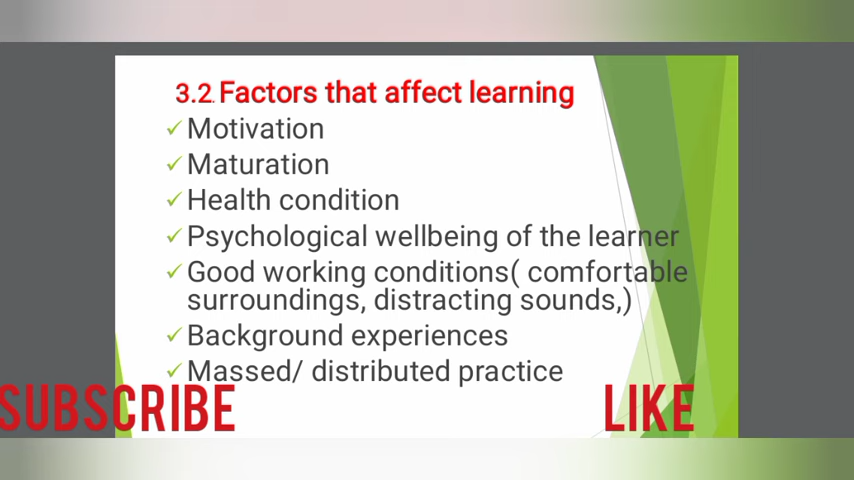 3.2. Factors that affect learning
Motivation
Maturation
Health condition
Psychological wellbeing of the learner
Good working conditions( comfortable
surroundings, distracting sounds,)
Background experiences
Massed/ distributed practice
SUBSCRIBE
LIKE